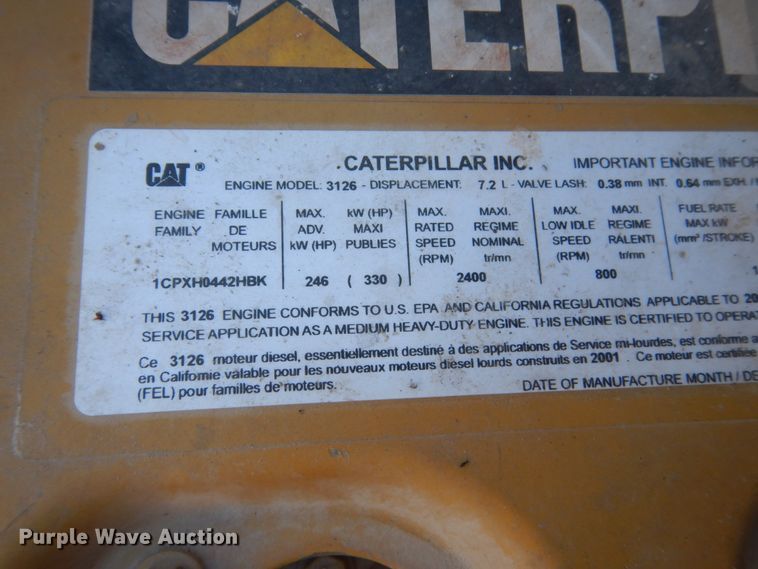 CATERP
CAT ® CATERPILLAR INC. IMPORTANT ENGINE INFOR
ENGINE MODEL: 3126 - DISPLACEMENT: 7.2 L - VALVE LASH: 0.38 mm INT. 0.64 mm EXH. /
ENGINE FAMILLE MAX. kW (HP) MAX. MAXI. MAX. MAXI. FUEL RATE
FAMILY DE ADV. MAXI RATED REGIME LOW IDLE REGIME MAX kW
MOTEURS kW (HP) PUBLIES SPEED NOMINAL SPEED RALENTI (mm³/STROKE)
(RPM) tr/mn (RPM) tr/mn
1CPXH0442HBK 246 ( 330 ) 2400 800 1
THIS 3126 ENGINE CONFORMS TO U.S. EPA AND CALIFORNIA REGULATIONS APPLICABLE TO 20
SERVICE APPLICATION AS A MEDIUM HEAVY-DUTY ENGINE. THIS ENGINE IS CERTIFIED TO OPERAT
Ce 3126 moteur diesel, essentiellement destiné à des applications de Service mi-lourdes, est conforme a
en Californie valable pour les nouveaux moteurs diesel lourds construits en 2001 . Ce moteur est certifiée
(FEL) pour familles de moteurs. DATE OF MANUFACTURE MONTH / DE
Purple Wave Auction